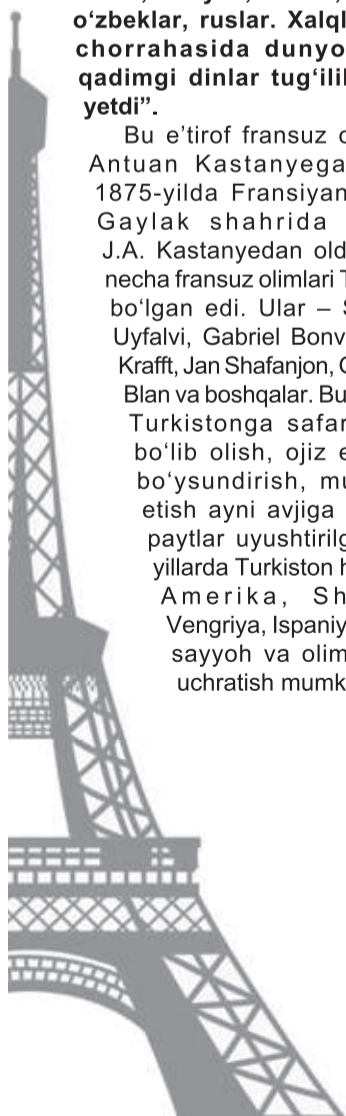 o‘zbeklar, ruslar. Xalql
chorrahasida dunyo
qadimgi dinlar tug‘ilib
yetdi”.
Bu e’tirof fransuz o
Antuan Kastanyega
1875-yilda Fransiyan
Gaylak shahrida
J.A. Kastanyedan old
necha fransuz olimlari T
bo‘lgan edi. Ular – S
Uyfalvi, Gabriel Bonv
Krafft, Jan Shafanjon, G
Blan va boshqalar. Bu
Turkistonga safar
bo‘lib olish, ojiz e
bo‘ysundirish, mu
etish ayni avjiga
paytlar uyushtirilg
yillarda Turkiston h
Amerika, Sh
Vengriya, Ispaniy
sayyoh va olim
uchratish mumk